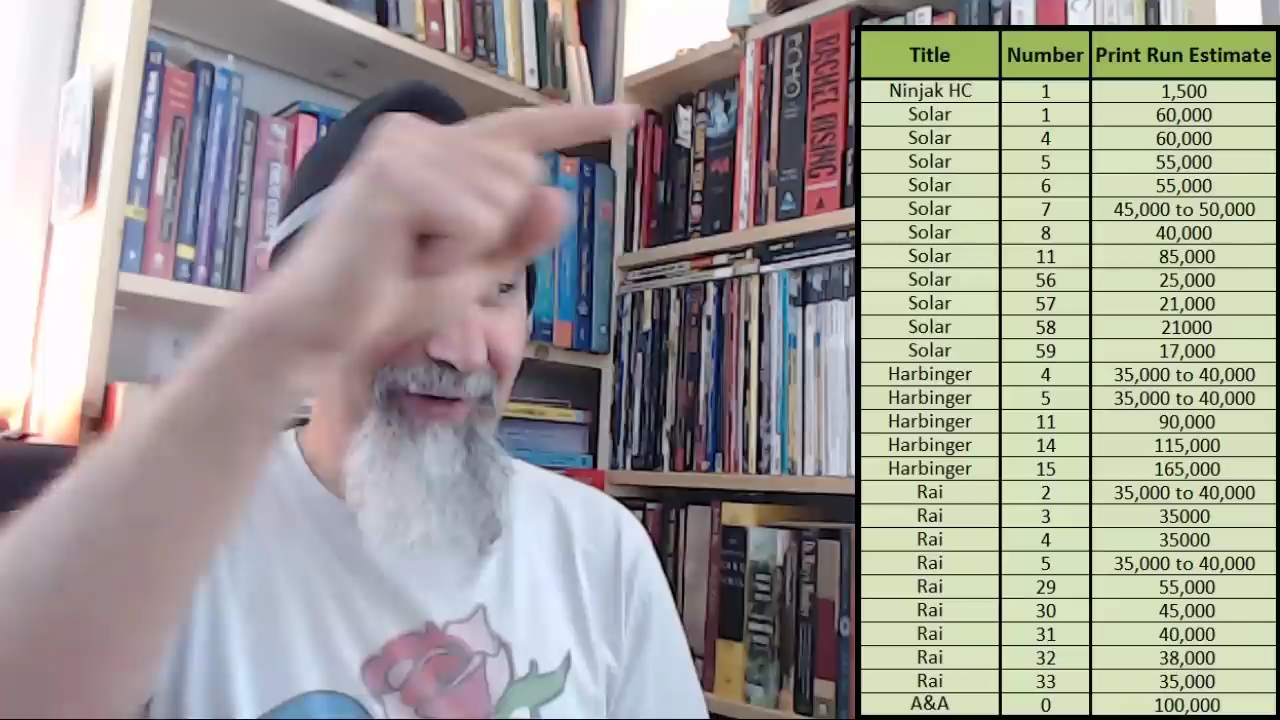 ECHO
RACHEL RISING
Title Number Print Run Estimate
Ninjak HC 1 1,500
Solar 1 60,000
Solar 4 60,000
Solar 5 55,000
Solar 6 55,000
Solar 7 45,000 to 50,000
Solar 8 40,000
Solar 11 85,000
Solar 56 25,000
Solar 57 21,000
Solar 58 21000
Solar 59 17,000
Harbinger 4 35,000 to 40,000
Harbinger 5 35,000 to 40,000
Harbinger 11 90,000
Harbinger 14 115,000
Harbinger 15 165,000
Rai 2 35,000 to 40,000
Rai 3 35000
Rai 4 35000
Rai 5 35,000 to 40,000
Rai 29 55,000
Rai 30 45,000
Rai 31 40,000
Rai 32 38,000
Rai 33 35,000
A&A 0 100,000